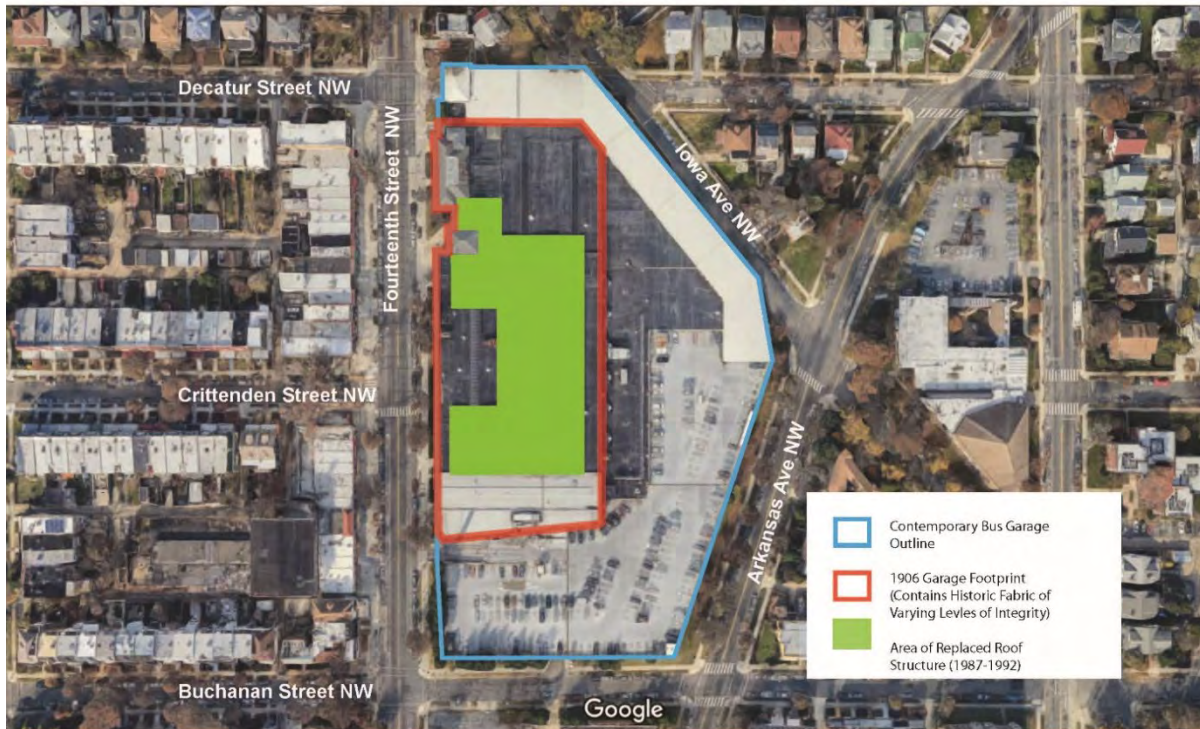 Decatur Street NW
Fourteenth Street NW
Iowa Ave NW
Crittenden Street NW
Arkansas Ave NW
Buchanan Street NW
Google
Contemporary Bus Garage
Outline
1906 Garage Footprint
(Contains Historic Fabric of
Varying Levles of Integrity)
Area of Replaced Roof
Structure (1987-1992)